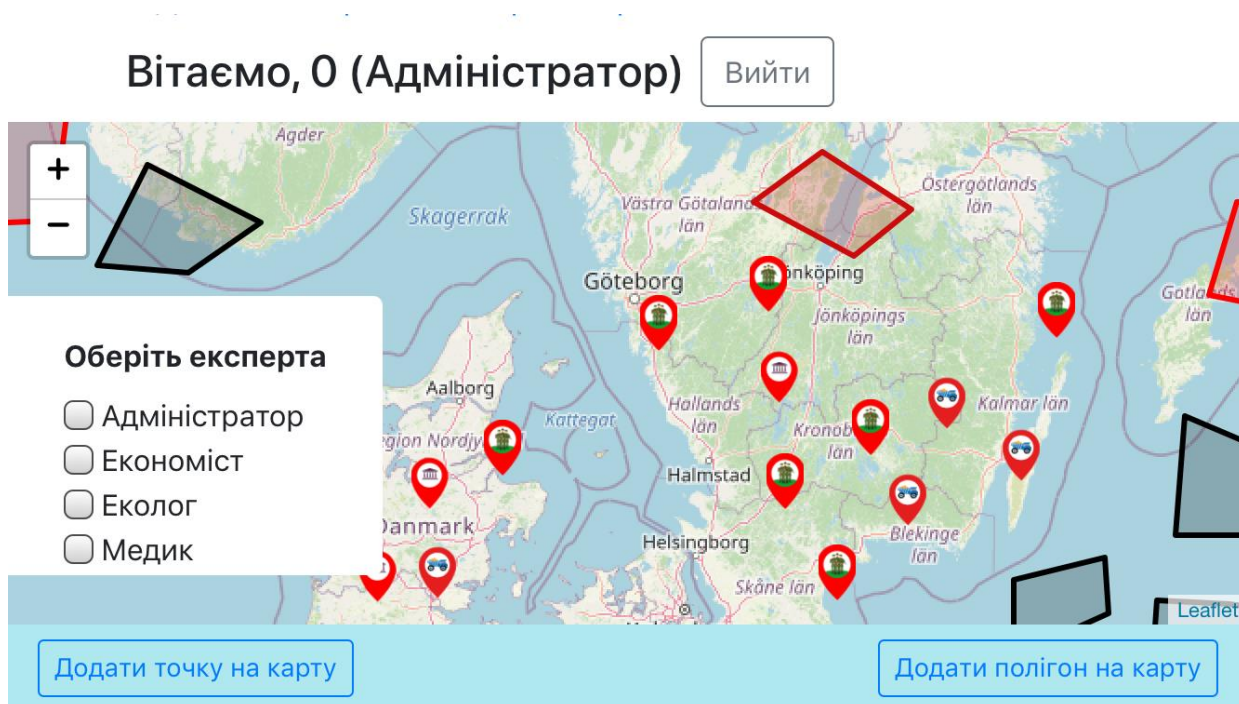 Вітаємо, 0 (Адміністратор)
Вийти
+
−
Agder
Skagerrak
Västra Götalands
län
Östergötlands
län
Göteborg
Jönköpings
län
Gotlands
län
Оберіть експерта
Адміністратор
Економіст
Еколог
Медик
Aalborg
Kattegat
Hallands
län
Kalmar län
län
Halmstad
Danmark
Helsingborg
Blekinge
län
Skåne län
Leaflet
Додати точку на карту
Додати полігон на карту